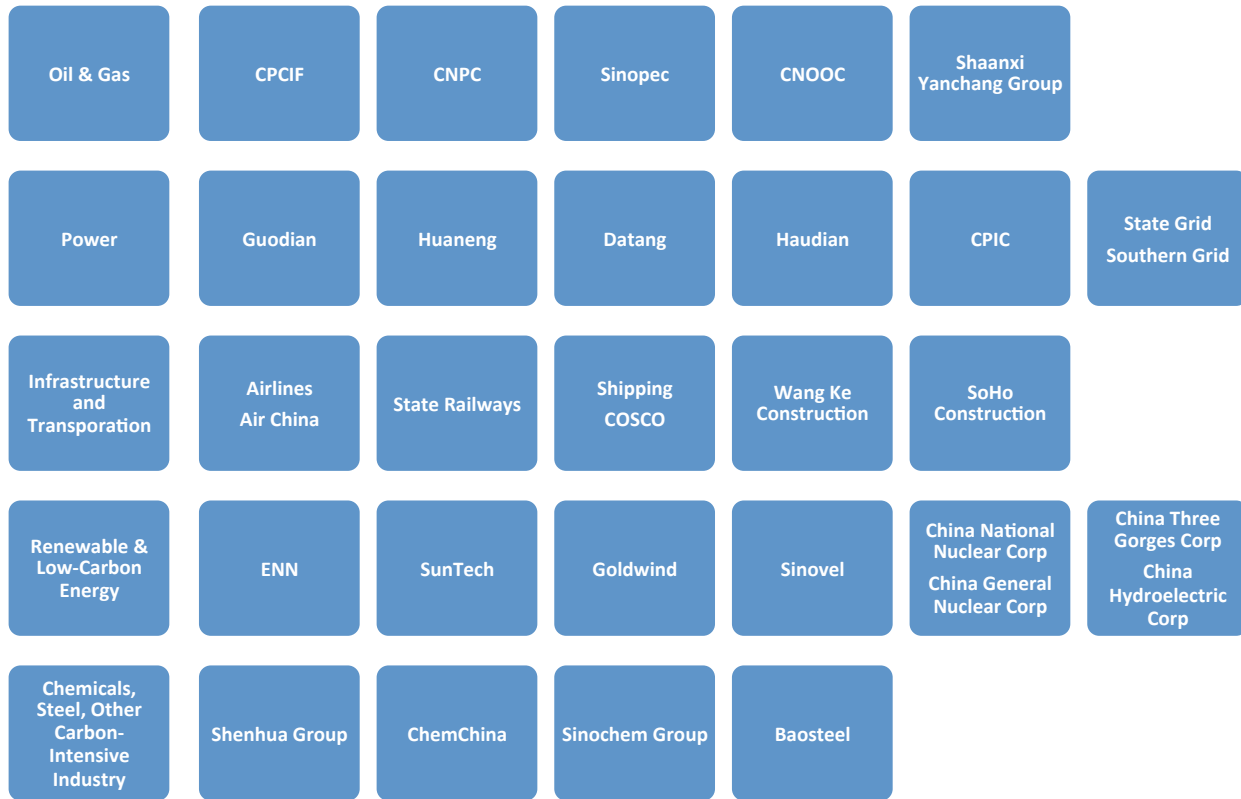 Oil & Gas
CPCIF
CNPC
Sinopec
CNOOC
Shaanxi
Yanchang Group
Power
Guodian
Huaneng
Datang
Haudian
CPIC
State Grid
Southern Grid
Infrastructure
and
Transporation
Airlines
Air China
State Railways
Shipping
COSCO
Wang Ke
Construction
SoHo
Construction
Renewable &
Low-Carbon
Energy
ENN
SunTech
Goldwind
Sinovel
China National
Nuclear Corp
China General
Nuclear Corp
China Three
Gorges Corp
China
Hydroelectric
Corp
Chemicals,
Steel, Other
Carbon-
Intensive
Industry
Shenhua Group
ChemChina
Sinochem Group
Baosteel